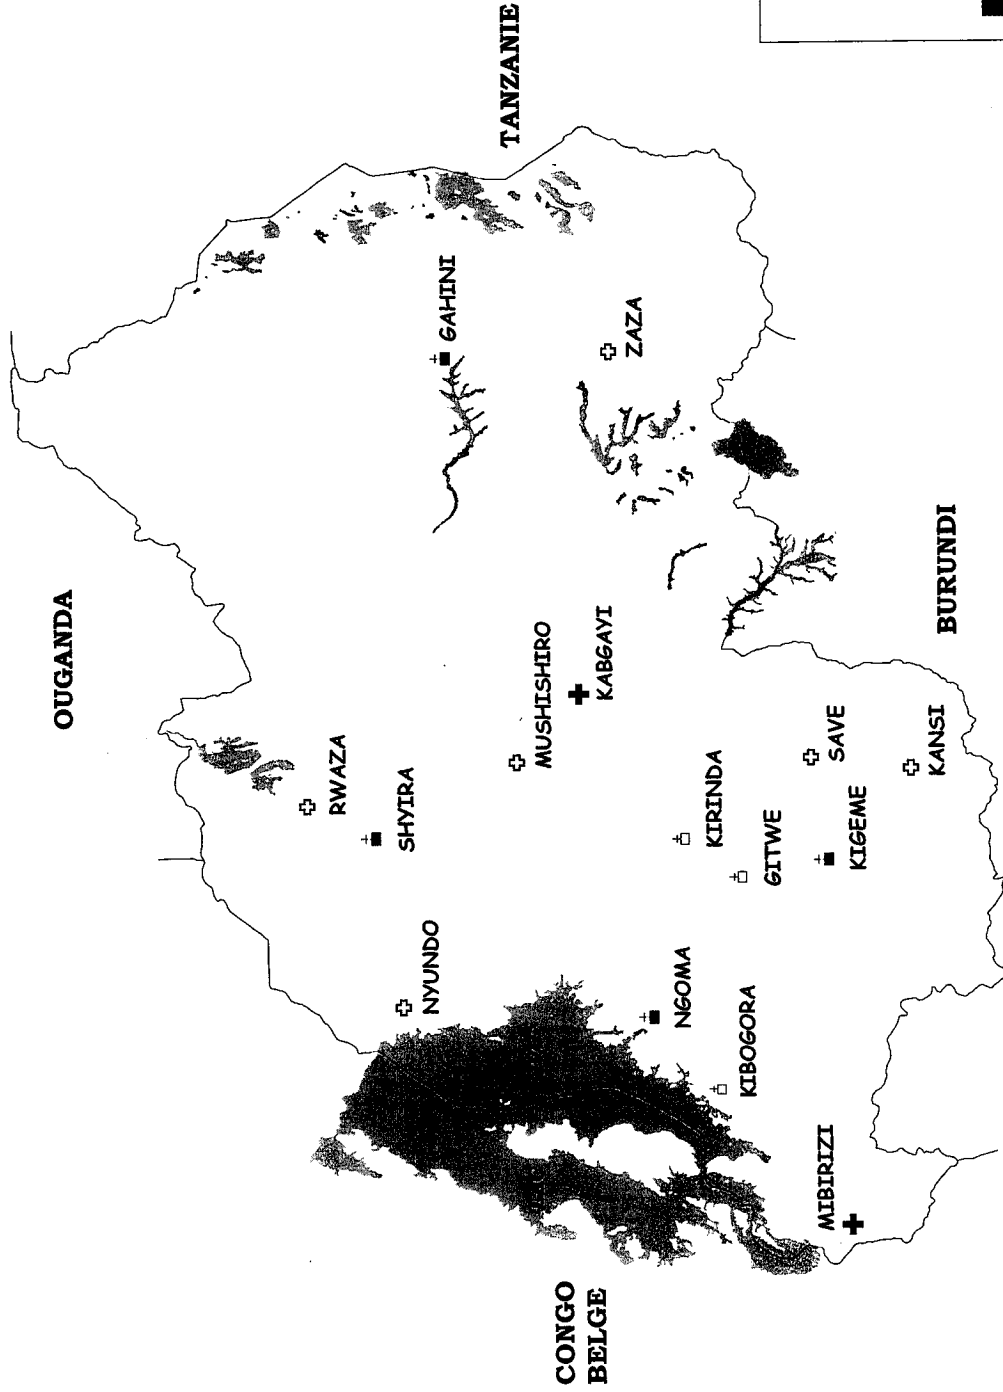 OUGANDA
TANZANIE
RWAZA
SHYIRA
NYUNDO
GAHINI
MUSHISHIRO
KABGAYI
ZAZA
CONGO
BELGE
NGOMA
KIRINDA
KIBOGORA
GITWE
SAVE
KIGEME
MIBIRIZI
KANSI
BURUNDI